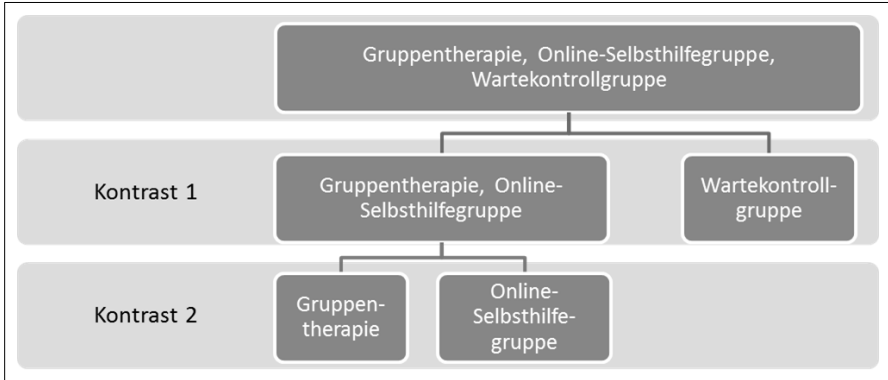 Gruppentherapie, Online-Selbsthilfegruppe,
Wartekontrollgruppe
Kontrast 1
Gruppentherapie, Online-
Selbsthilfegruppe
Wartekontroll-
gruppe
Kontrast 2
Gruppen-
therapie
Online-
Selbsthilfe-
gruppe